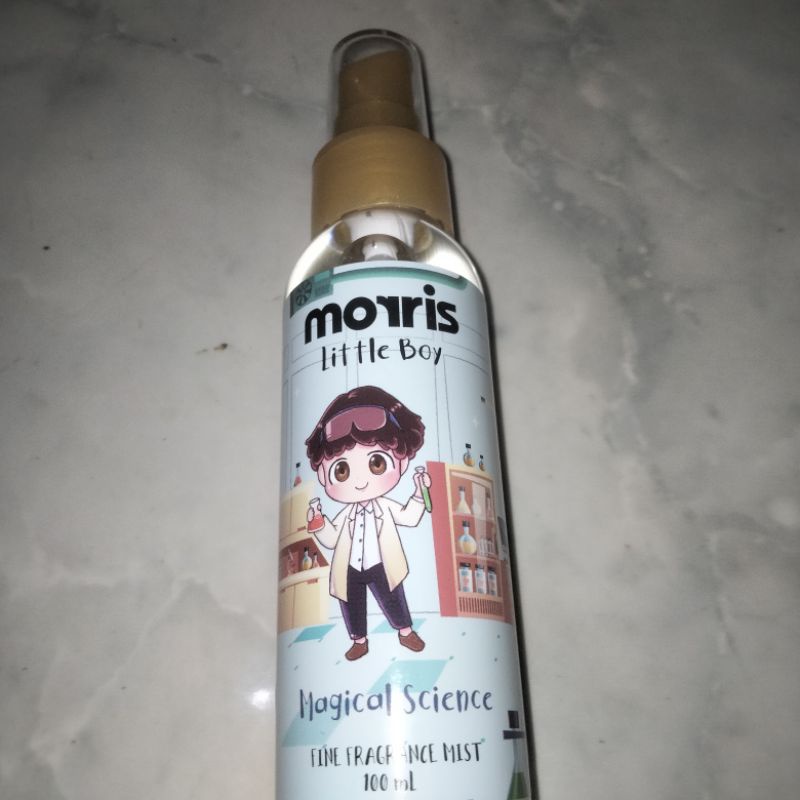 morris
Little Boy
Magical Science
FINE FRAGRANCE MIST
100 mL